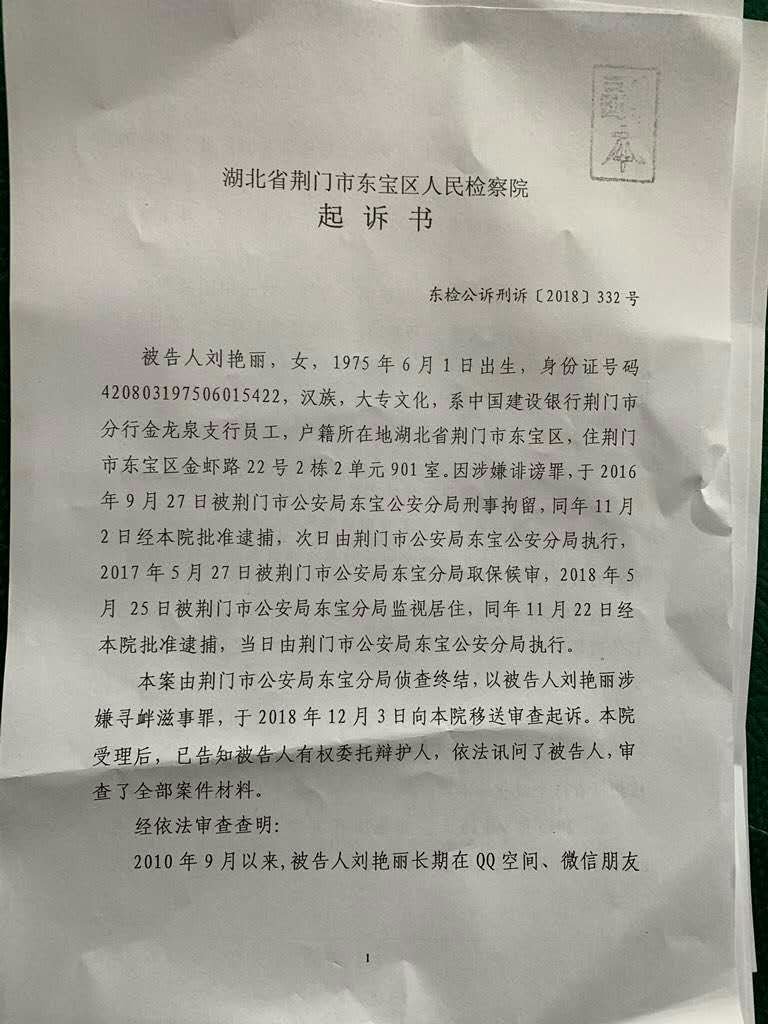 本
湖北省荆门市东宝区人民检察院
起诉书
东检公诉刑诉〔2018〕332号
被告人刘艳丽，女，1975年6月1日出生，身份证号码
420803197506015422，汉族，大专文化，系中国建设银行荆门市
分行金龙泉支行员工，户籍所在地湖北省荆门市东宝区，住荆门
市东宝区金虾路22号2栋2单元901室。因涉嫌诽谤罪，于2016
年9月27日被荆门市公安局东宝公安分局刑事拘留，同年11月
2日经本院批准逮捕，次日由荆门市公安局东宝公安分局执行，
2017年5月27日被荆门市公安局东宝分局取保候审，2018年5
月 25日被荆门市公安局东宝分局监视居住，同年11月22日经
本院批准逮捕，当日由荆门市公安局东宝公安分局执行。
本案由荆门市公安局东宝分局侦查终结，以被告人刘艳丽涉
嫌寻衅滋事罪，于2018年12月3日向本院移送审查起诉。本院
受理后，已告知被告人有权委托辩护人，依法讯问了被告人，审
查了全部案件材料。
经依法审查查明：
2010年9月以来,被告人刘艳丽长期在QQ空间、微信朋友
1